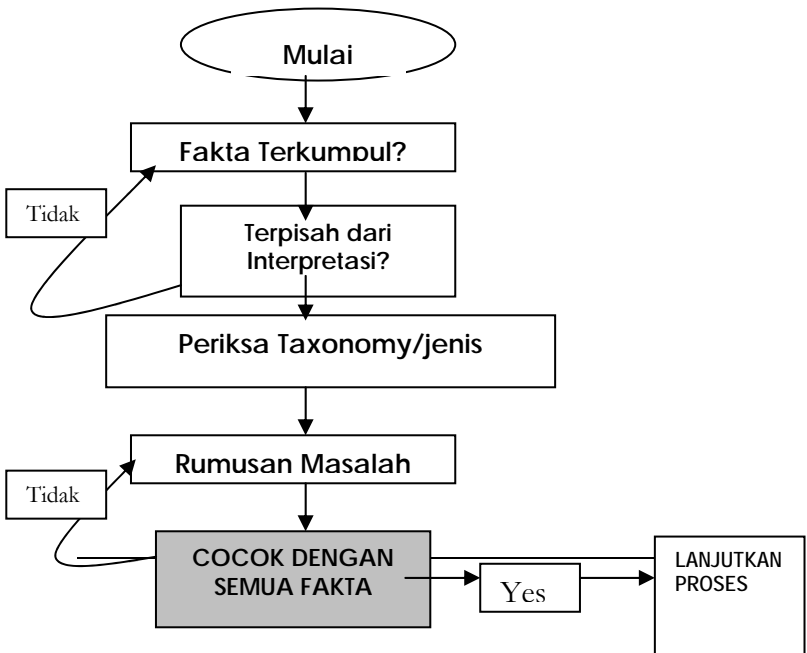 Mulai
Fakta Terkumpul?
Tidak
Terpisah dari
Interpretasi?
Periksa Taxonomy/jenis
Rumusan Masalah
Tidak
COCOK DENGAN
SEMUA FAKTA
Yes
LANJUTKAN
PROSES